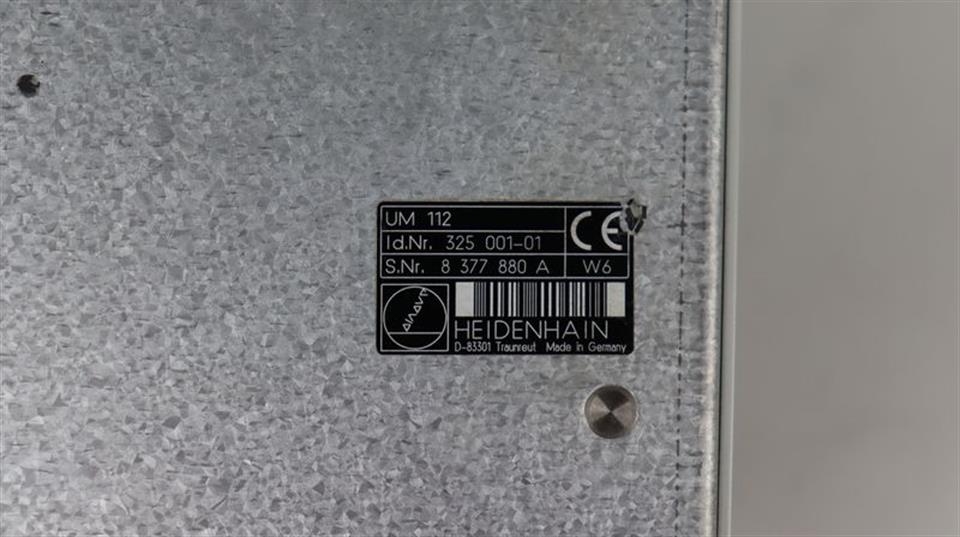 UM 112
Id.Nr. 325 001-01
CE
S.Nr. 8 377 880 A W6
HEIDENHAIN
D-83301 Traunreut Made in Germany